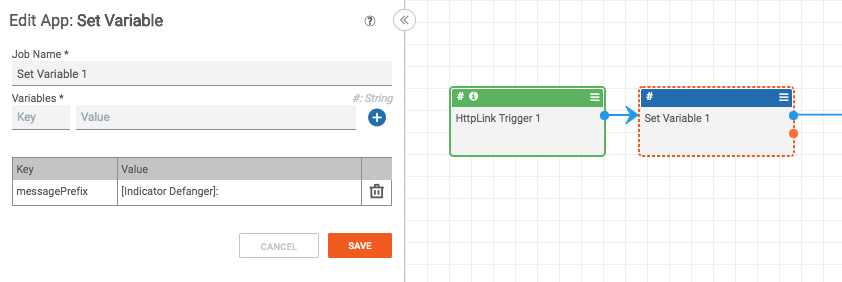 Edit App: Set Variable
?
Job Name *
Set Variable 1
Variables *
#: String
Key
Value
Key
Value
messagePrefix
[Indicator Defanger]:
CANCEL
SAVE
#
HttpLink Trigger 1
#
Set Variable 1